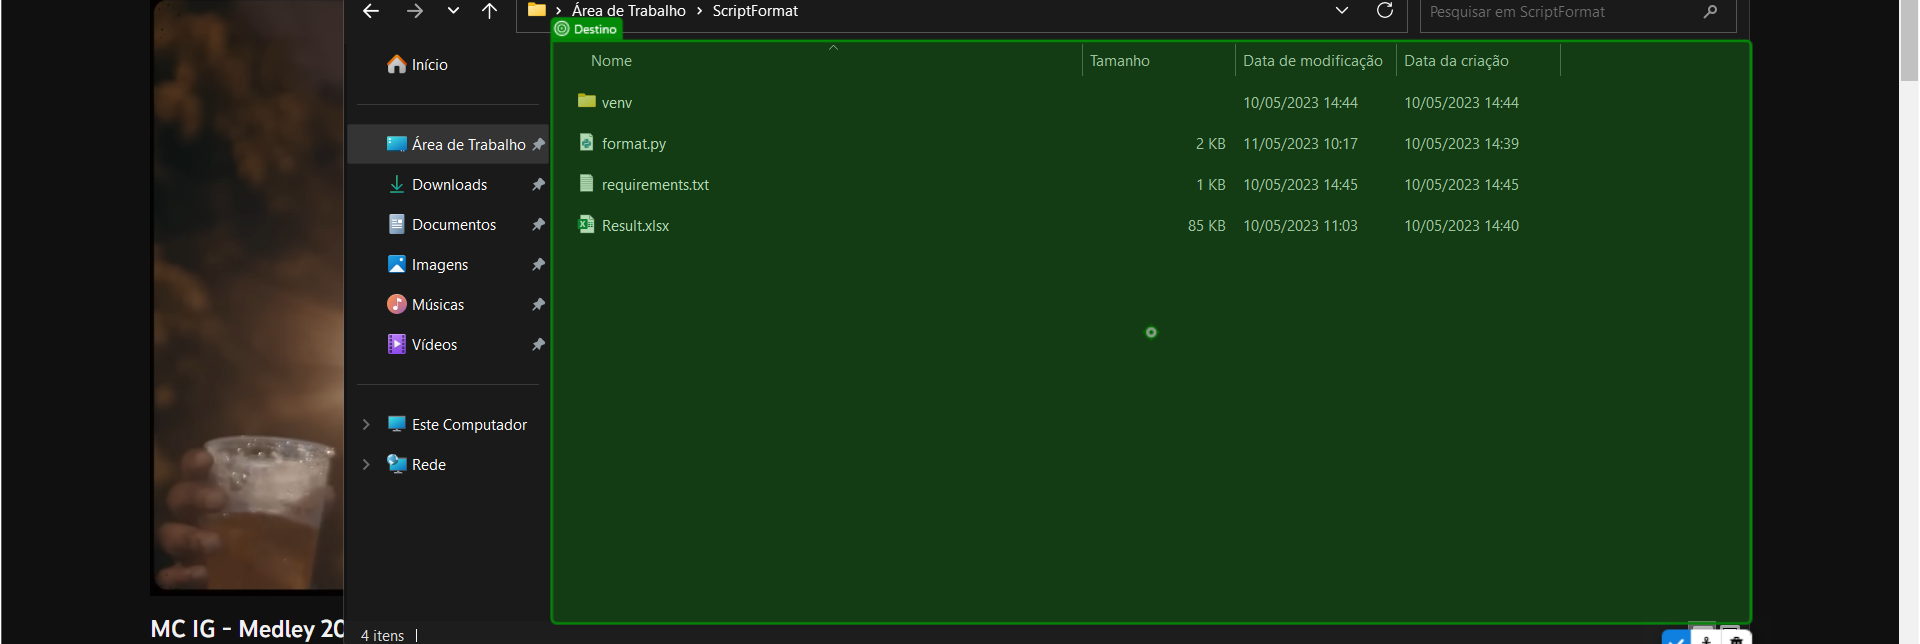 Área de Trabalho > ScriptFormat
Pesquisar em ScriptFormat
Destino
Início
Nome Tamanho Data de modificação Data da criação
venv 10/05/2023 14:44 10/05/2023 14:44
Área de Trabalho
format.py 2 KB 11/05/2023 10:17 10/05/2023 14:39
Downloads
requirements.txt 1 KB 10/05/2023 14:45 10/05/2023 14:45
Documentos
Result.xlsx 85 KB 10/05/2023 11:03 10/05/2023 14:40
Imagens
Músicas
Vídeos
Este Computador
Rede
MC IG - Medley 20
4 itens